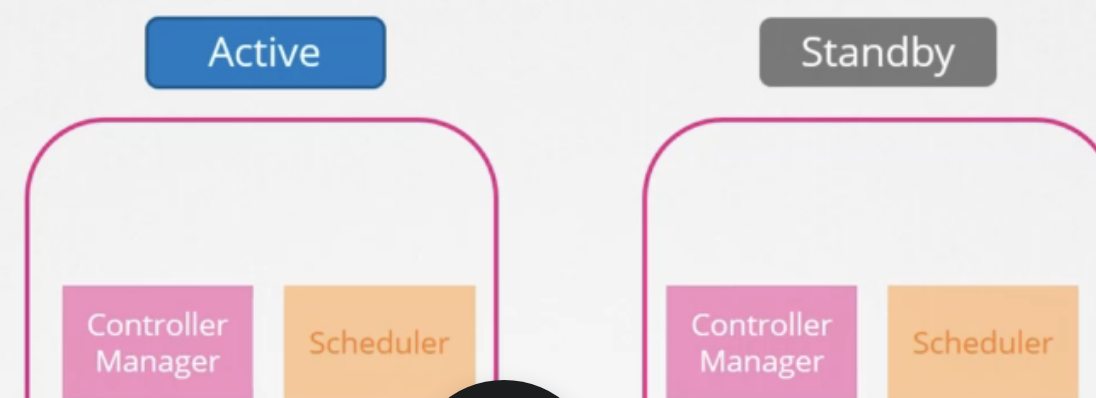 Active
Standby
Controller
Manager
Scheduler
Controller
Manager
Scheduler